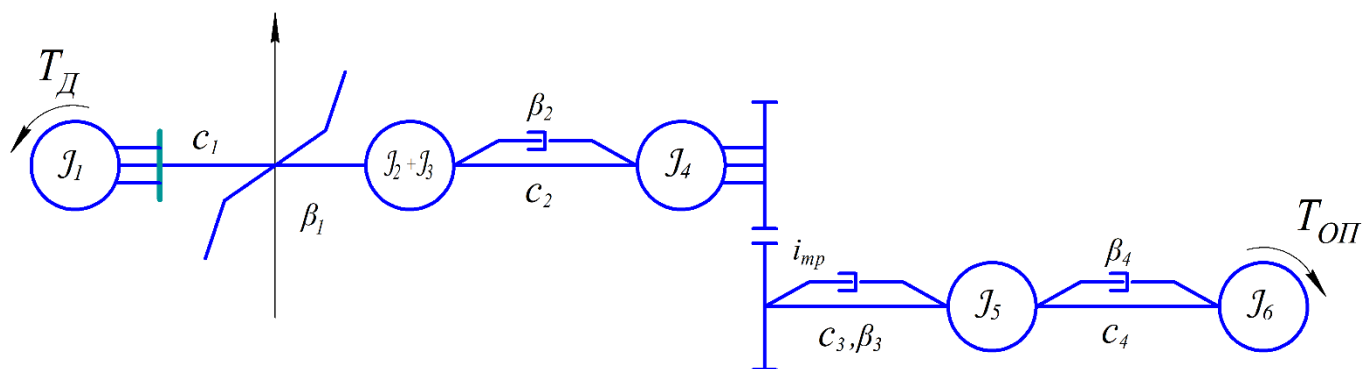 T_Д
J_1
c_1
β_1
J_2+J_3
β_2
c_2
J_4
i_тр
c_3, β_3
J_5
β_4
c_4
J_6
T_ОП